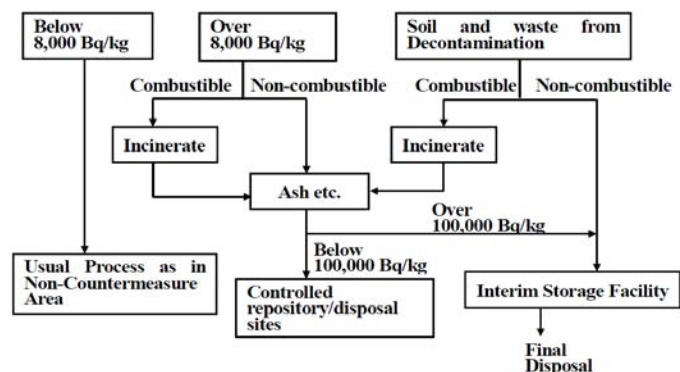 Below
8,000 Bq/kg
Over
8,000 Bq/kg
Soil and waste from
Decontamination
Combustible
Non-combustible
Combustible
Non-combustible
Incinerate
Incinerate
Ash etc.
Over
100,000 Bq/kg
Below
100,000 Bq/kg
Usual Process as in
Non-Countermeasure
Area
Controlled
repository/disposal
sites
Interim Storage Facility
Final
Disposal